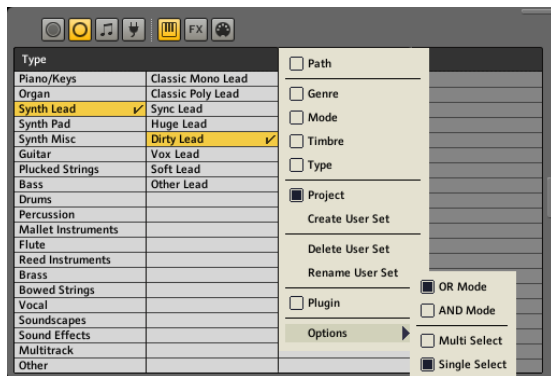 FX
Type
Piano/Keys
Classic Mono Lead
Organ
Classic Poly Lead
Synth Lead
Sync Lead
Synth Pad
Huge Lead
Synth Misc
Dirty Lead
Guitar
Vox Lead
Plucked Strings
Soft Lead
Bass
Other Lead
Drums
Percussion
Mallet Instruments
Flute
Reed Instruments
Brass
Bowed Strings
Vocal
Soundscapes
Sound Effects
Multitrack
Other
Path
Genre
Mode
Timbre
Type
Project
Create User Set
Delete User Set
Rename User Set
Plugin
Options
OR Mode
AND Mode
Multi Select
Single Select